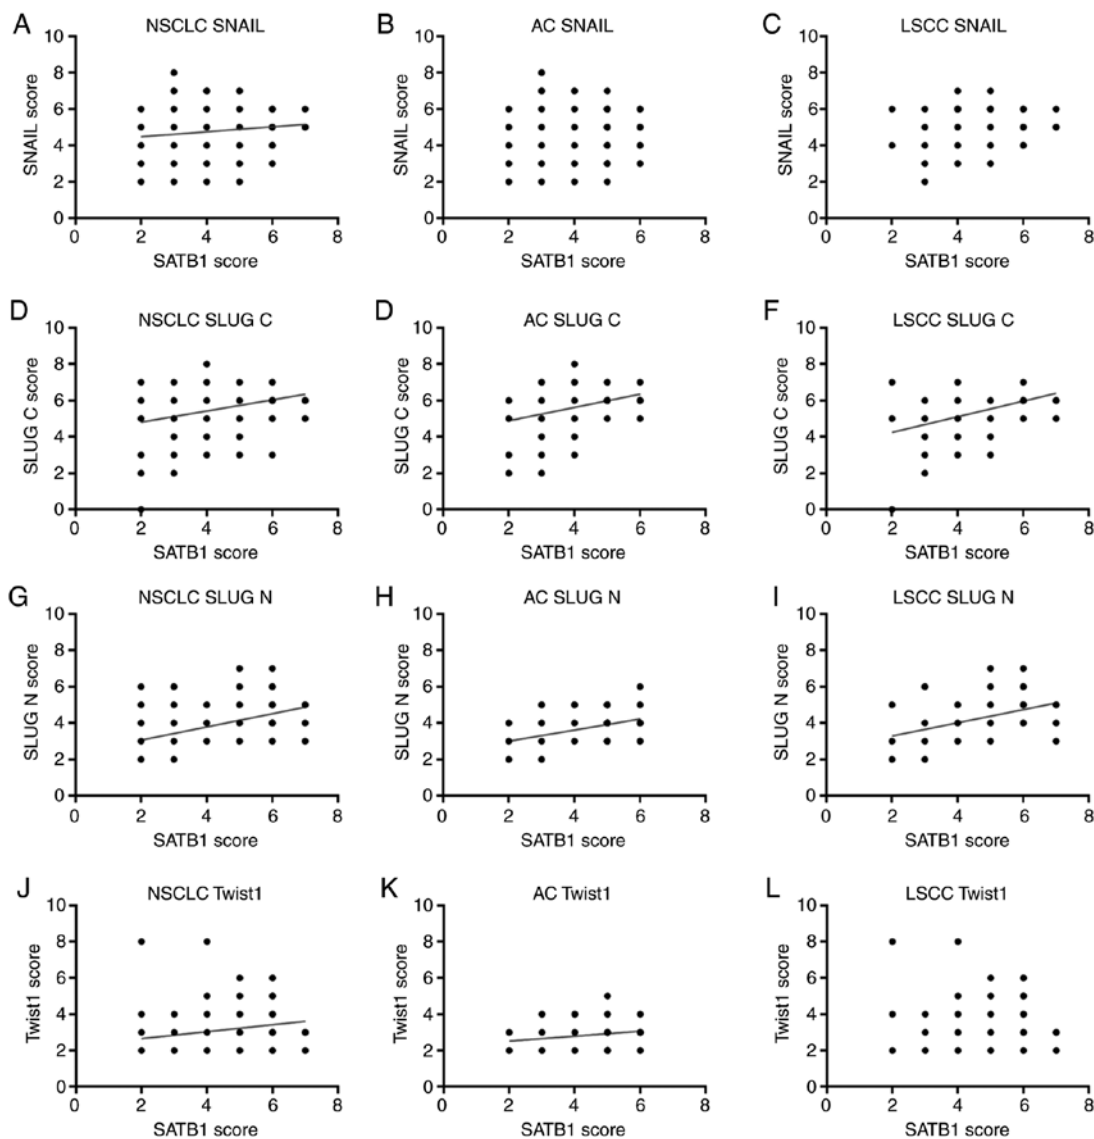 A NSCLC SNAIL
10
8
6
4
2
0
SNAIL score
0 2 4 6 8
SATB1 score
B AC SNAIL
10
8
6
4
2
0
SNAIL score
0 2 4 6 8
SATB1 score
C LSCC SNAIL
10
8
6
4
2
0
SNAIL score
0 2 4 6 8
SATB1 score
D NSCLC SLUG C
10
8
6
4
2
0
SLUG C score
0 2 4 6 8
SATB1 score
D AC SLUG C
10
8
6
4
2
0
SLUG C score
0 2 4 6 8
SATB1 score
F LSCC SLUG C
10
8
6
4
2
0
SLUG C score
0 2 4 6 8
SATB1 score
G NSCLC SLUG N
10
8
6
4
2
0
SLUG N score
0 2 4 6 8
SATB1 score
H AC SLUG N
10
8
6
4
2
0
SLUG N score
0 2 4 6 8
SATB1 score
I LSCC SLUG N
10
8
6
4
2
0
SLUG N score
0 2 4 6 8
SATB1 score
J NSCLC Twist1
10
8
6
4
2
0
Twist1 score
0 2 4 6 8
SATB1 score
K AC Twist1
10
8
6
4
2
0
Twist1 score
0 2 4 6 8
SATB1 score
L LSCC Twist1
10
8
6
4
2
0
Twist1 score
0 2 4 6 8
SATB1 score